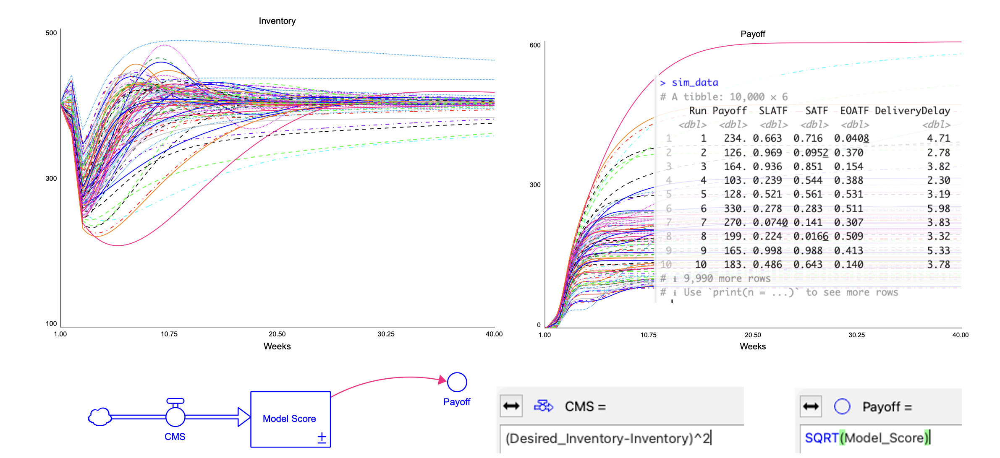 Inventory
500
300
100
1.00 10.75 20.50 30.25 40.00
Weeks
Payoff
600
300
0
1.00 10.75 20.50 30.25 40.00
Weeks
> sim_data
# A tibble: 10,000 × 6
Run Payoff SLATF SATF EOATF DeliveryDelay
<dbl> <dbl> <dbl> <dbl> <dbl> <dbl>
1 1 234. 0.663 0.716 0.0408 4.71
2 2 126. 0.969 0.0952 0.370 2.78
3 3 164. 0.936 0.851 0.154 3.82
4 4 103. 0.239 0.544 0.388 2.30
5 5 128. 0.521 0.561 0.531 3.19
6 6 330. 0.278 0.283 0.511 5.98
7 7 270. 0.0740 0.141 0.307 3.83
8 8 199. 0.224 0.0166 0.509 3.32
9 9 165. 0.998 0.988 0.413 5.33
10 10 183. 0.486 0.643 0.140 3.78
# ℹ 9,990 more rows
# ℹ Use `print(n = ...)` to see more rows
CMS
Model Score
±
Payoff
CMS =
(Desired_Inventory-Inventory)^2
Payoff =
SQRT(Model_Score)